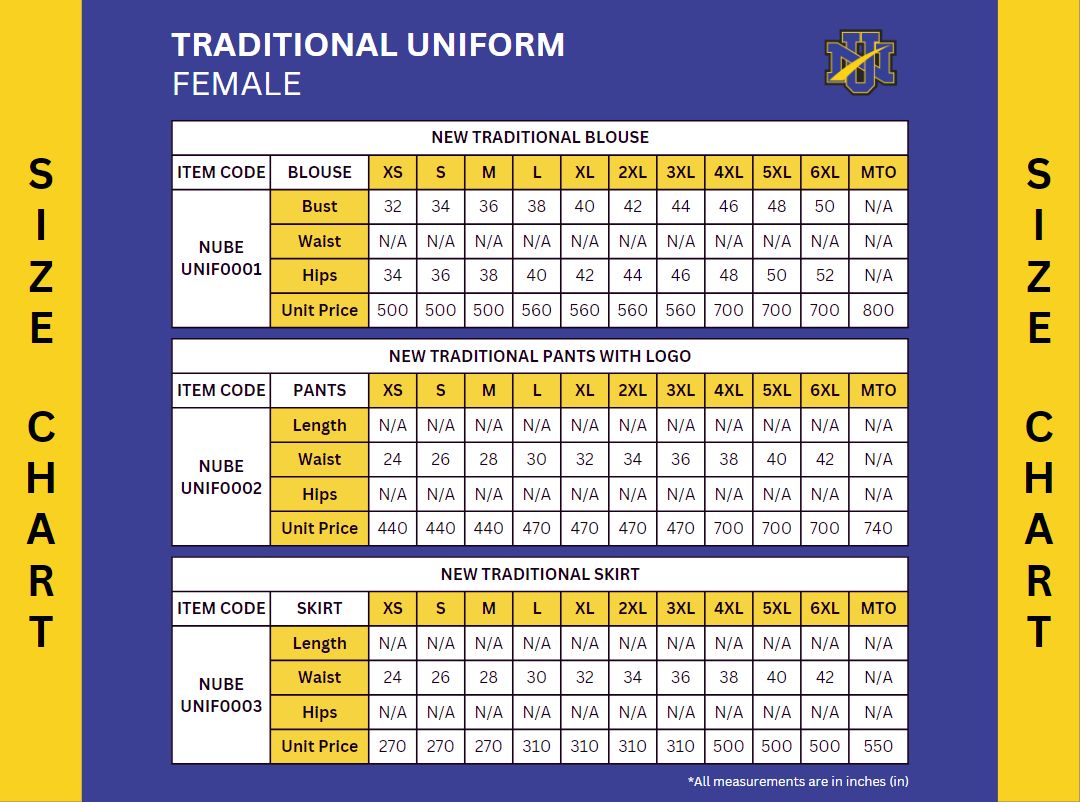 TRADITIONAL UNIFORM
FEMALE
NU
SIZE CHART
NEW TRADITIONAL BLOUSE
ITEM CODE BLOUSE XS S M L XL 2XL 3XL 4XL 5XL 6XL MTO
NUBE UNIF0001
Bust 32 34 36 38 40 42 44 46 48 50 N/A
Waist N/A N/A N/A N/A N/A N/A N/A N/A N/A N/A N/A
Hips 34 36 38 40 42 44 46 48 50 52 N/A
Unit Price 500 500 500 560 560 560 560 700 700 700 800
NEW TRADITIONAL PANTS WITH LOGO
ITEM CODE PANTS XS S M L XL 2XL 3XL 4XL 5XL 6XL MTO
NUBE UNIF0002
Length N/A N/A N/A N/A N/A N/A N/A N/A N/A N/A N/A
Waist 24 26 28 30 32 34 36 38 40 42 N/A
Hips N/A N/A N/A N/A N/A N/A N/A N/A N/A N/A N/A
Unit Price 440 440 440 470 470 470 470 700 700 700 740
NEW TRADITIONAL SKIRT
ITEM CODE SKIRT XS S M L XL 2XL 3XL 4XL 5XL 6XL MTO
NUBE UNIF0003
Length N/A N/A N/A N/A N/A N/A N/A N/A N/A N/A N/A
Waist 24 26 28 30 32 34 36 38 40 42 N/A
Hips N/A N/A N/A N/A N/A N/A N/A N/A N/A N/A N/A
Unit Price 270 270 270 310 310 310 310 500 500 500 550
*All measurements are in inches (in)
SIZE CHART